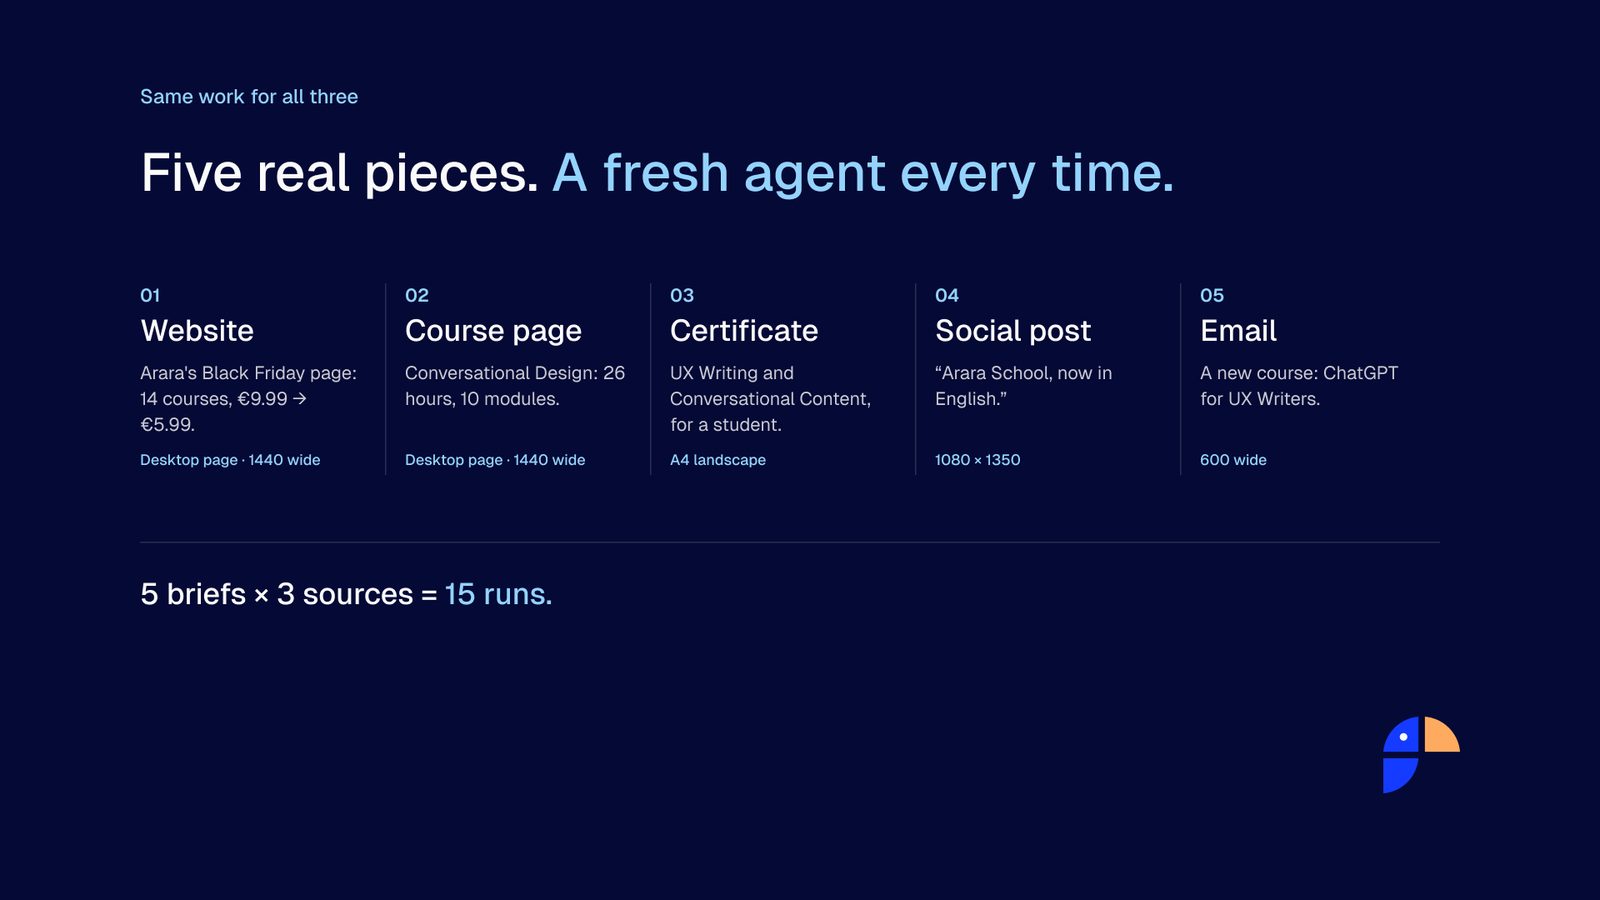 Same work for all three
Five real pieces. A fresh agent every time.
01
Website
Arara's Black Friday page:
14 courses, €9.99 →
€5.99.
Desktop page · 1440 wide
02
Course page
Conversational Design: 26
hours, 10 modules.
Desktop page · 1440 wide
03
Certificate
UX Writing and
Conversational Content,
for a student.
A4 landscape
04
Social post
“Arara School, now in
English.”
1080 × 1350
05
Email
A new course: ChatGPT
for UX Writers.
600 wide
5 briefs × 3 sources = 15 runs.